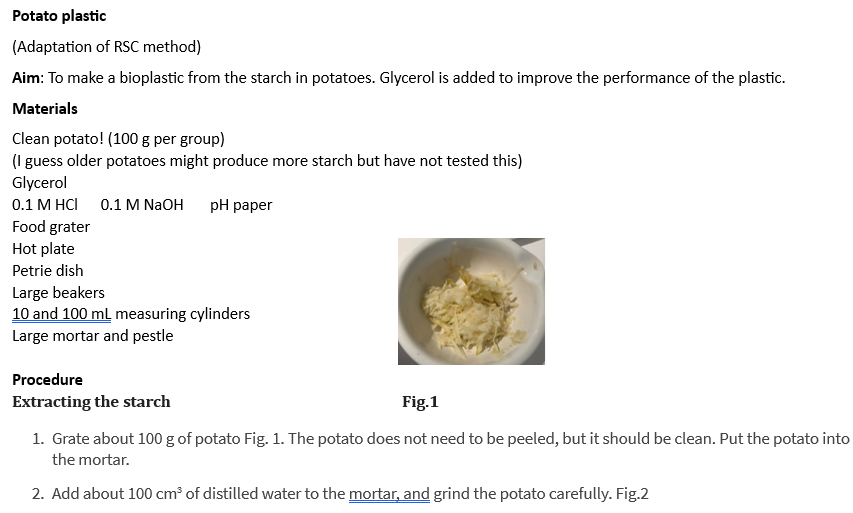 Potato plastic
(Adaptation of RSC method)
Aim: To make a bioplastic from the starch in potatoes. Glycerol is added to improve the performance of the plastic.
Materials
Clean potato! (100 g per group)
(I guess older potatoes might produce more starch but have not tested this)
Glycerol
0.1 M HCl 0.1 M NaOH pH paper
Food grater
Hot plate
Petrie dish
Large beakers
10 and 100 mL measuring cylinders
Large mortar and pestle
Procedure
Extracting the starch Fig.1
1. Grate about 100 g of potato Fig. 1. The potato does not need to be peeled, but it should be clean. Put the potato into
the mortar.
2. Add about 100 cm³ of distilled water to the mortar, and grind the potato carefully. Fig.2